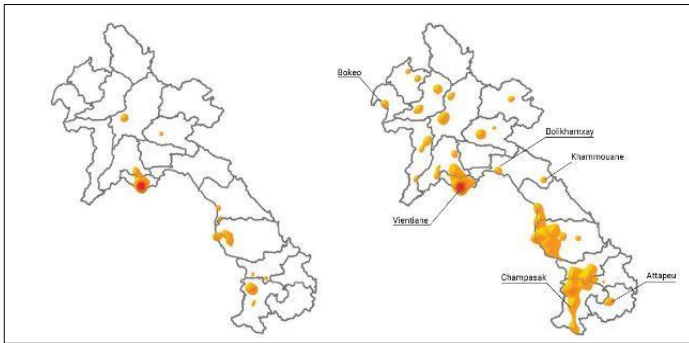 Bokeo
Bolikhamxay
Khammouane
Vientiane
Champasak
Attapeu